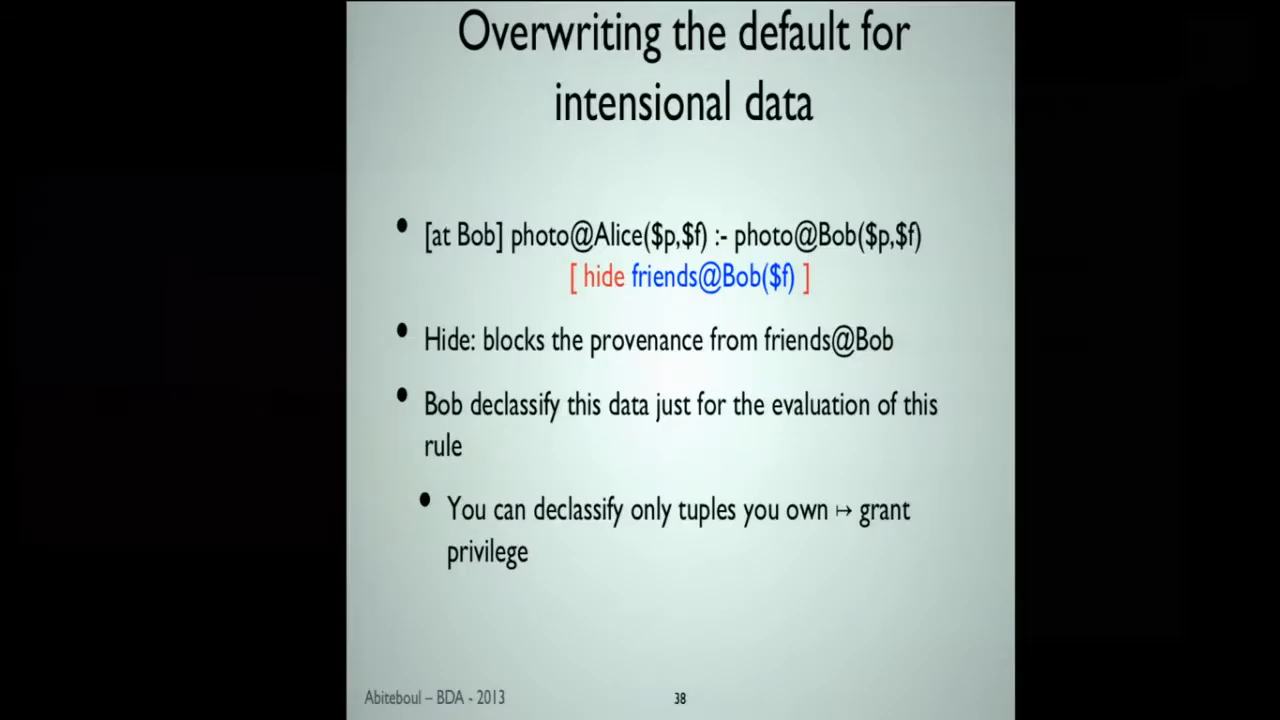 Overwriting the default for
intensional data
• [at Bob] photo@Alice($p,$f) :- photo@Bob($p,$f)
[ hide friends@Bob($f) ]
• Hide: blocks the provenance from friends@Bob
• Bob declassify this data just for the evaluation of this
rule
• You can declassify only tuples you own ↦ grant
privilege
Abiteboul – BDA - 2013
38